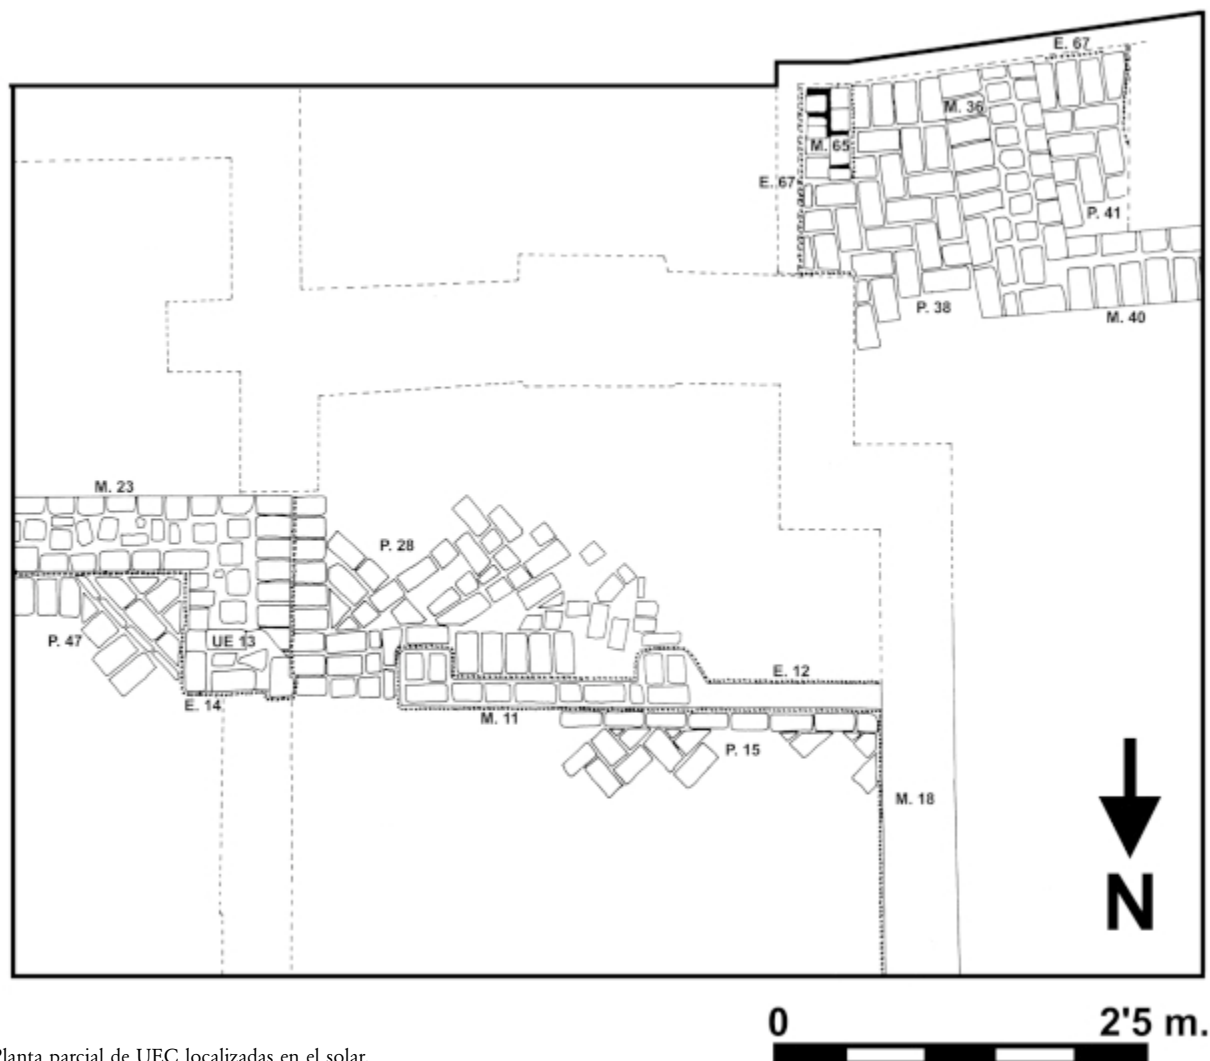 E. 67
M. 36
M. 65
E. 67
P. 41
P. 38
M. 40
M. 23
P. 28
P. 47
UE 13
E. 12
E. 14
M. 11
P. 15
M. 18
N
0 2'5 m.
Planta parcial de UEC localizadas en el solar